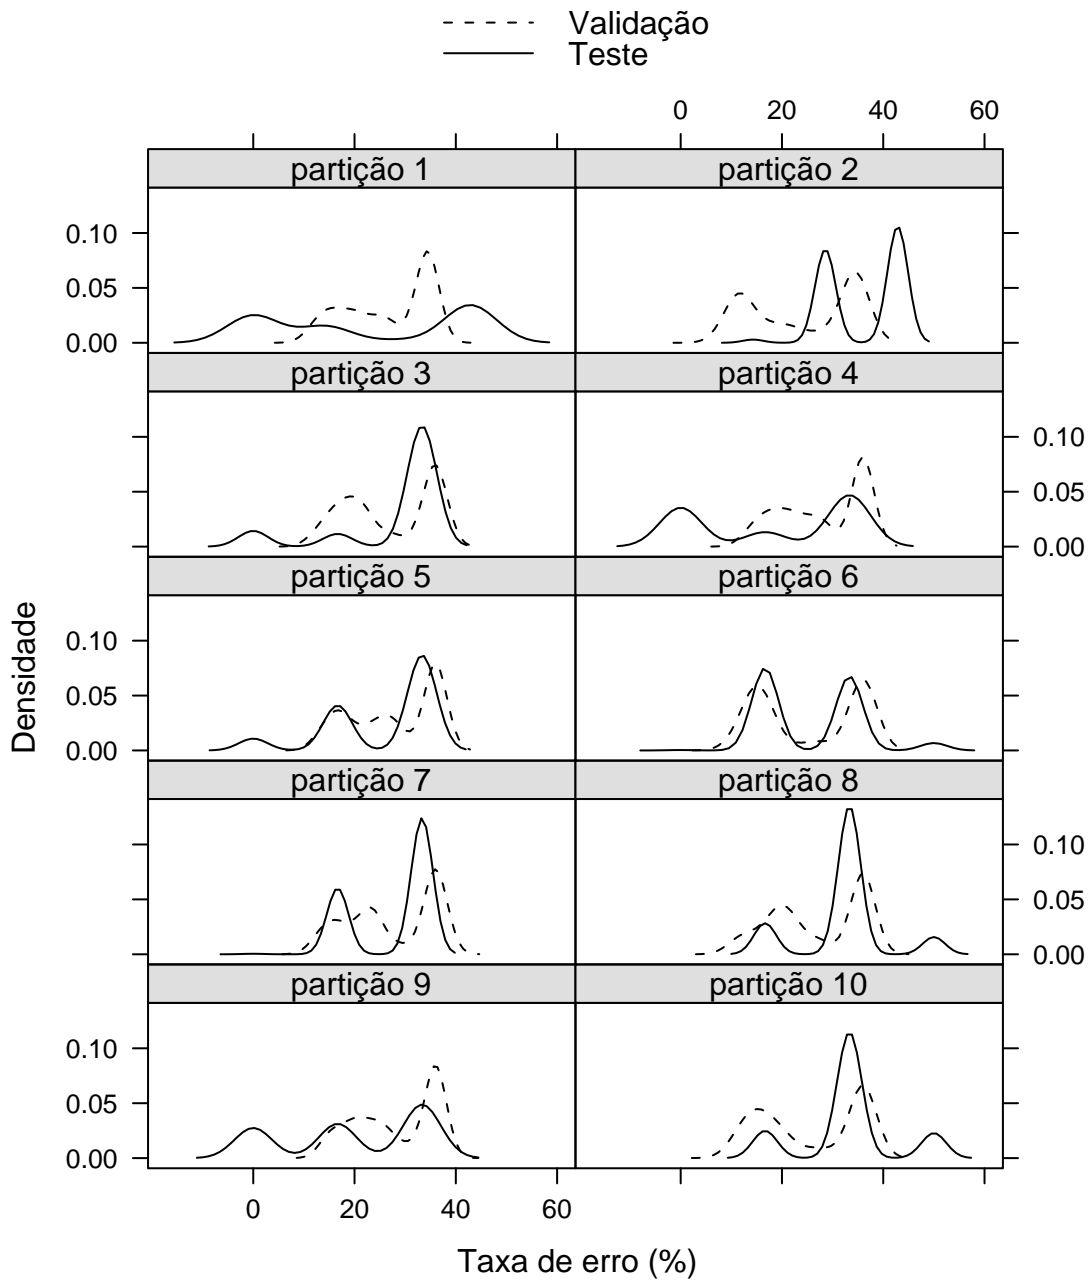 Validação
Teste
0 20 40 60
partição 1 partição 2
0.10
0.05
0.00
partição 3 partição 4
0.10
0.05
0.00
partição 5 partição 6
0.10
0.05
0.00
partição 7 partição 8
0.10
0.05
0.00
partição 9 partição 10
0.10
0.05
0.00
0 20 40 60
Densidade
Taxa de erro (%)